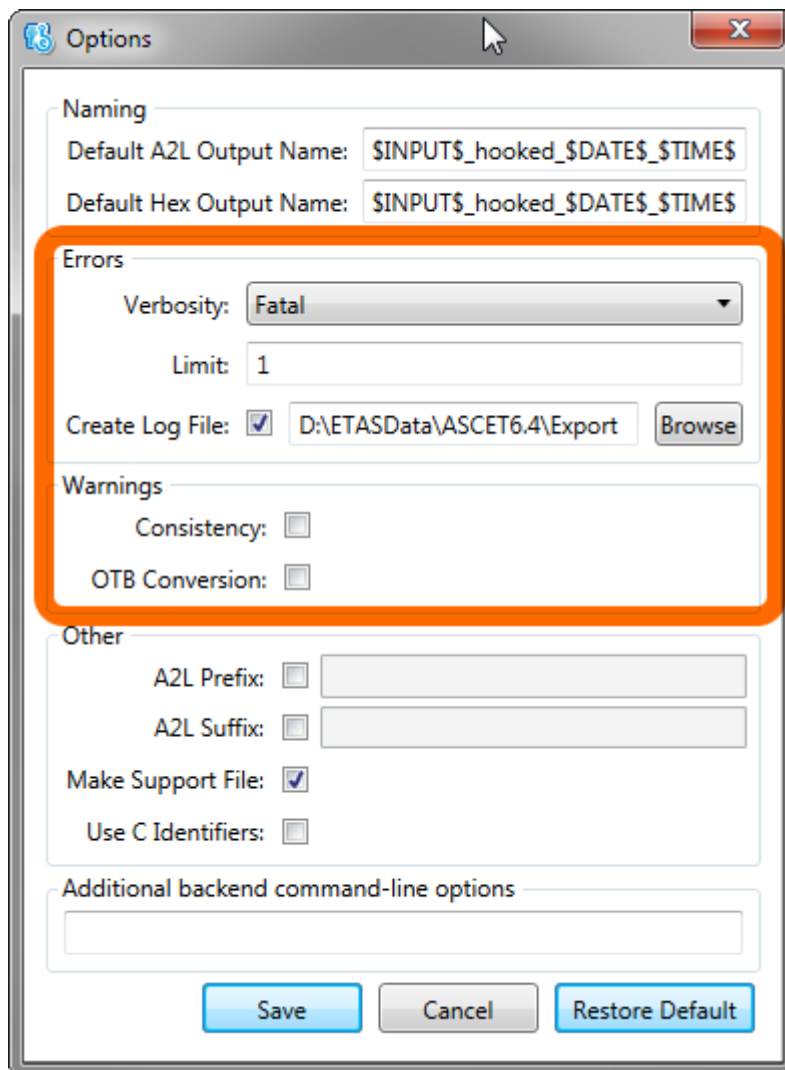 Options
Naming
Default A2L Output Name: $INPUT$_hooked_$DATE$_$TIME$
Default Hex Output Name: $INPUT$_hooked_$DATE$_$TIME$
Errors
Verbosity: Fatal
Limit: 1
Create Log File: D:\ETASData\ASCET6.4\Export Browse
Warnings
Consistency:
OTB Conversion:
Other
A2L Prefix:
A2L Suffix:
Make Support File:
Use C Identifiers:
Additional backend command-line options
Save Cancel Restore Default